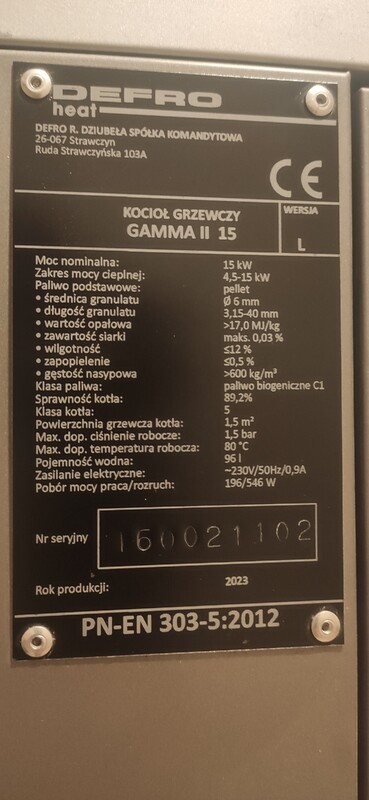 DEFRO
heat
DEFRO R. DZIUBEŁA SPÓŁKA KOMANDYTOWA
26-067 Strawczyn
Ruda Strawczyńska 103A
CE
KOCIOŁ GRZEWCZY
GAMMA II 15
WERSJA
L
Moc nominalna: 15 kW
Zakres mocy cieplnej: 4,5-15 kW
Paliwo podstawowe: pellet
• średnica granulatu Ø 6 mm
• długość granulatu 3,15-40 mm
• wartość opałowa >17,0 MJ/kg
• zawartość siarki maks. 0,03 %
• wilgotność ≤12 %
• zapopielenie ≤0,5 %
• gęstość nasypowa >600 kg/m³
Klasa paliwa: paliwo biogeniczne C1
Sprawność kotła: 89,2%
Klasa kotła: 5
Powierzchnia grzewcza kotła: 1,5 m²
Max. dop. ciśnienie robocze: 1,5 bar
Max. dop. temperatura robocza: 80 °C
Pojemność wodna: 96 l
Zasilanie elektryczne: ~230V/50Hz/0,9A
Pobór mocy praca/rozruch: 196/546 W
Nr seryjny 160021102
Rok produkcji: 2023
PN-EN 303-5:2012